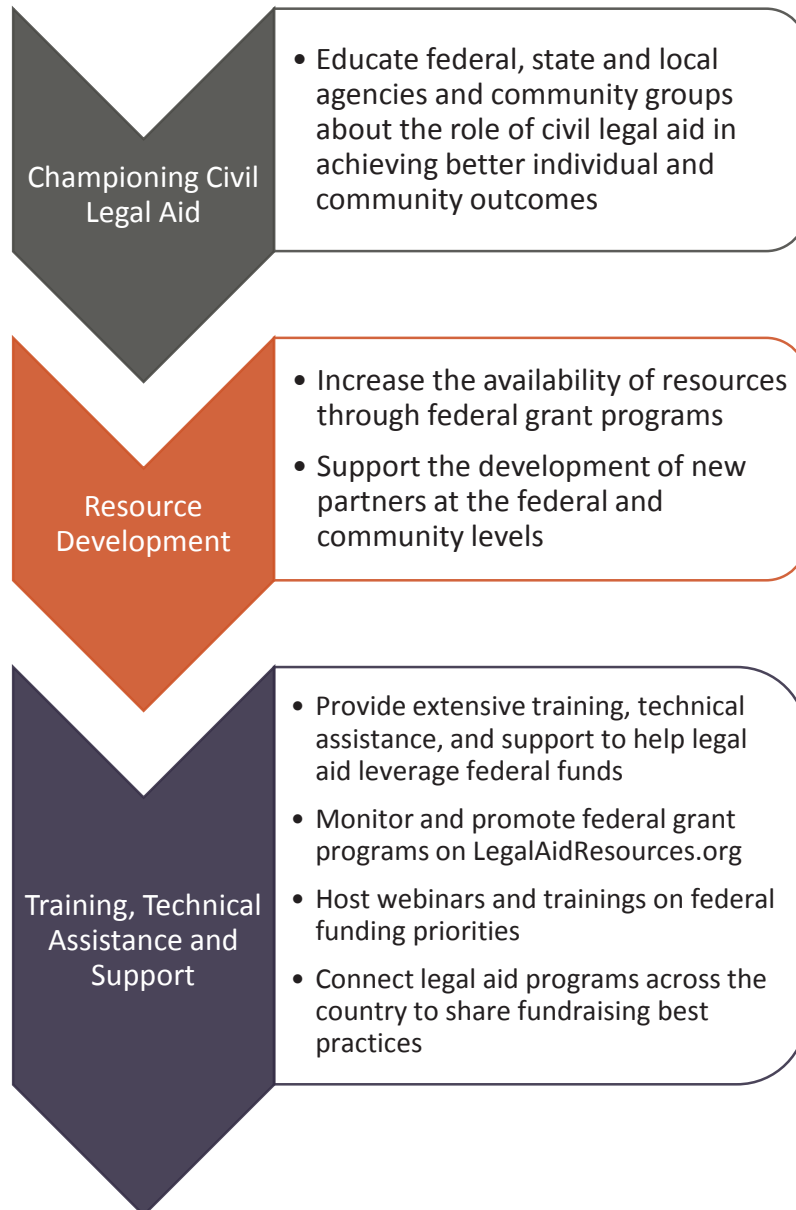 Championing Civil
Legal Aid
• Educate federal, state and local
agencies and community groups
about the role of civil legal aid in
achieving better individual and
community outcomes
Resource
Development
• Increase the availability of resources
through federal grant programs
• Support the development of new
partners at the federal and
community levels
Training, Technical
Assistance and
Support
• Provide extensive training, technical
assistance, and support to help legal
aid leverage federal funds
• Monitor and promote federal grant
programs on LegalAidResources.org
• Host webinars and trainings on federal
funding priorities
• Connect legal aid programs across the
country to share fundraising best
practices